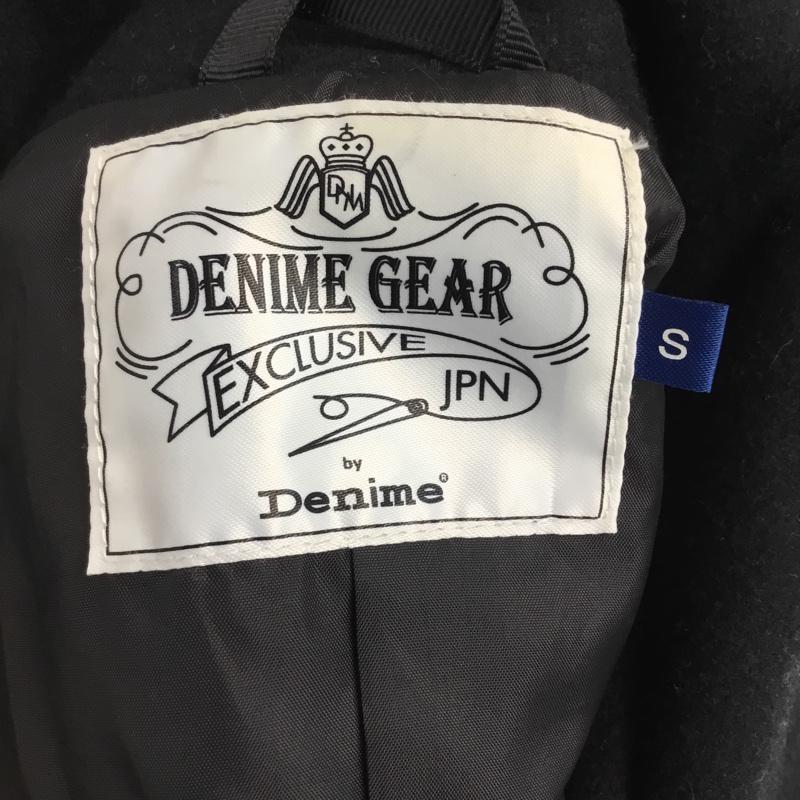 DNM
DENIME GEAR
EXCLUSIVE
JPN
by
Denime®
S